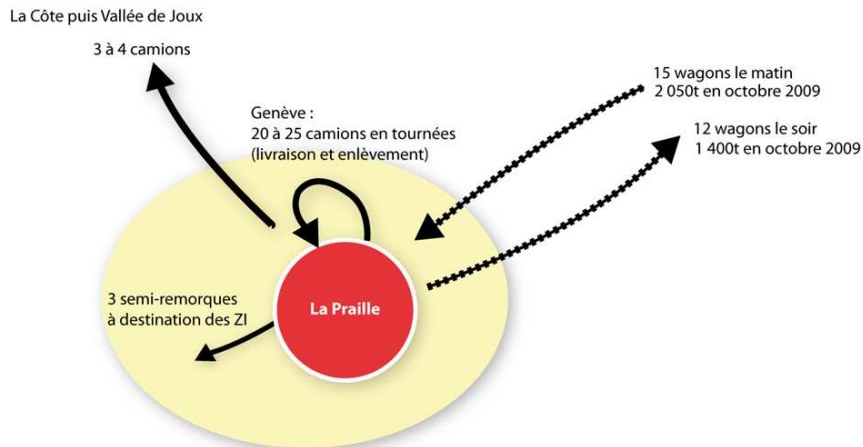 La Côte puis Vallée de Joux
3 à 4 camions
Genève :
20 à 25 camions en tournées
(livraison et enlèvement)
15 wagons le matin
2 050t en octobre 2009
12 wagons le soir
1 400t en octobre 2009
3 semi-remorques
à destination des ZI
La Praille